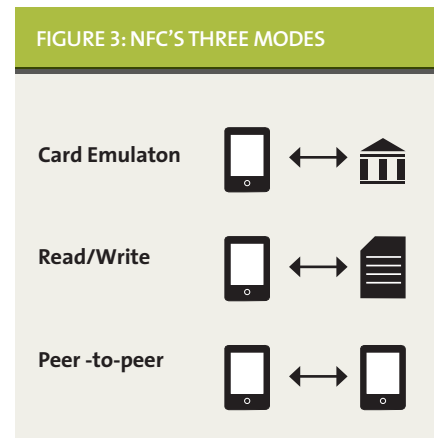 FIGURE 3: NFC'S THREE MODES
Card Emulaton
Read/Write
Peer -to-peer